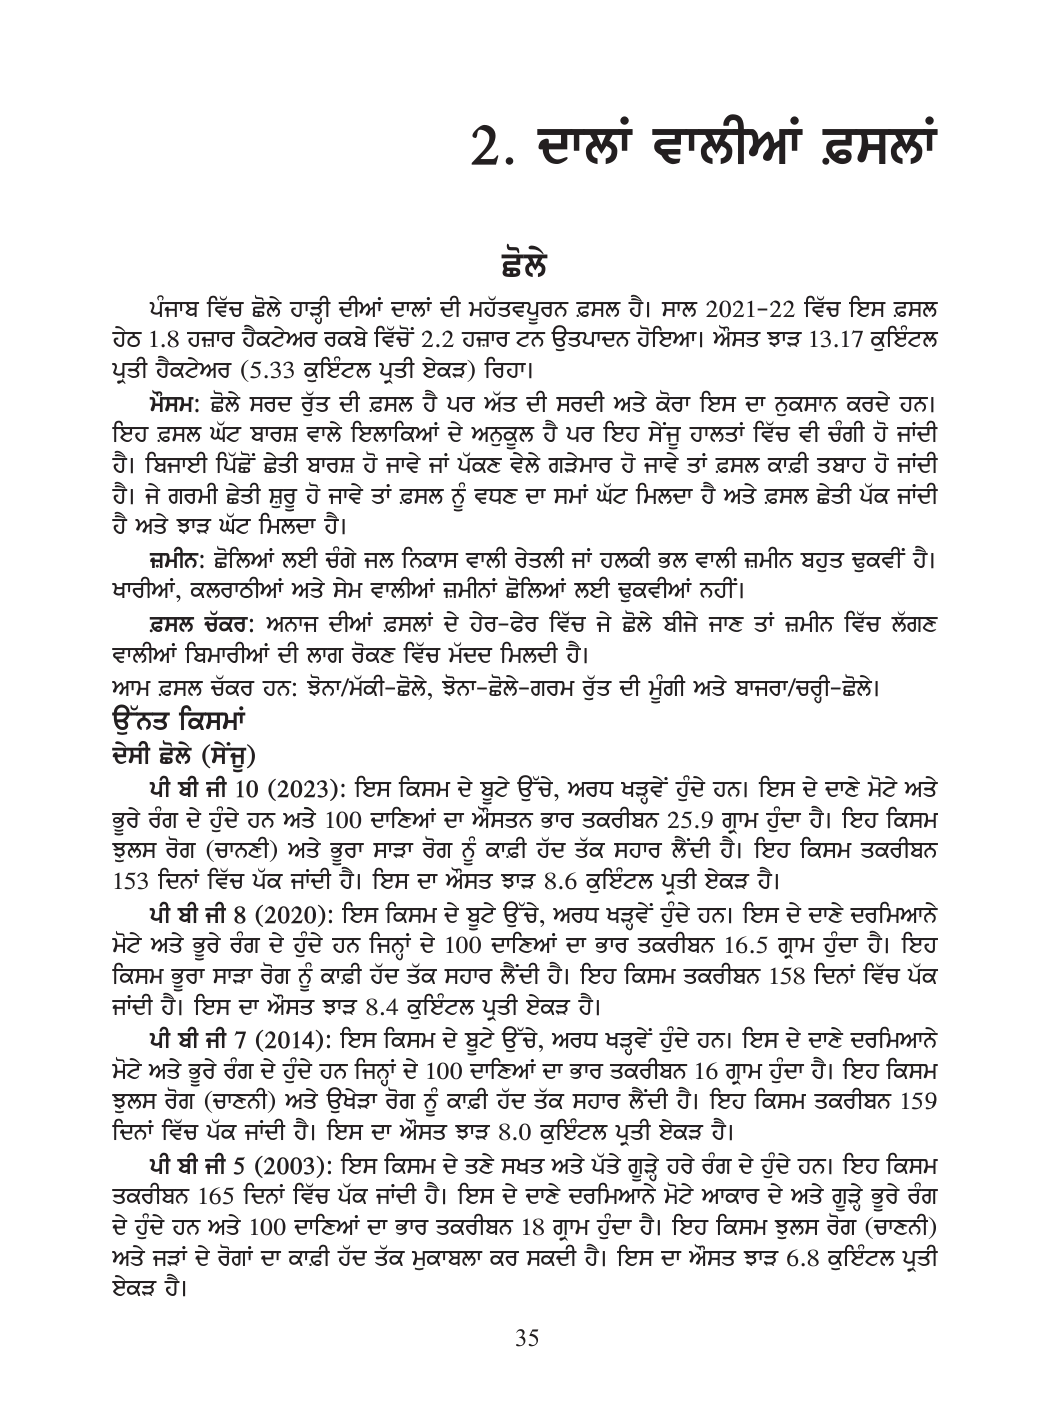 2. ਦਾਲਾਂ ਵਾਲੀਆਂ ਫ਼ਸਲਾਂ
ਛੋਲੇ
ਪੰਜਾਬ ਵਿੱਚ ਛੋਲੇ ਹਾੜ੍ਹੀ ਦੀਆਂ ਦਾਲਾਂ ਦੀ ਮਹੱਤਵਪੂਰਨ ਫ਼ਸਲ ਹੈ। ਸਾਲ 2021-22 ਵਿੱਚ ਇਸ ਫ਼ਸਲ
ਹੇਠ 1.8 ਹਜ਼ਾਰ ਹੈਕਟੇਅਰ ਰਕਬੇ ਵਿੱਚੋਂ 2.2 ਹਜ਼ਾਰ ਟਨ ਉਤਪਾਦਨ ਹੋਇਆ। ਔਸਤ ਝਾੜ 13.17 ਕੁਇੰਟਲ
ਪ੍ਰਤੀ ਹੈਕਟੇਅਰ (5.33 ਕੁਇੰਟਲ ਪ੍ਰਤੀ ਏਕੜ) ਰਿਹਾ।
ਮੌਸਮ: ਛੋਲੇ ਸਰਦ ਰੁੱਤ ਦੀ ਫ਼ਸਲ ਹੈ ਪਰ ਅੱਤ ਦੀ ਸਰਦੀ ਅਤੇ ਕੋਰਾ ਇਸ ਦਾ ਨੁਕਸਾਨ ਕਰਦੇ ਹਨ।
ਇਹ ਫ਼ਸਲ ਘੱਟ ਬਾਰਸ਼ ਵਾਲੇ ਇਲਾਕਿਆਂ ਦੇ ਅਨੁਕੂਲ ਹੈ ਪਰ ਇਹ ਸੇਂਜੂ ਹਾਲਤਾਂ ਵਿੱਚ ਵੀ ਚੰਗੀ ਹੋ ਜਾਂਦੀ
ਹੈ। ਬਿਜਾਈ ਪਿੱਛੋਂ ਛੇਤੀ ਬਾਰਸ਼ ਹੋ ਜਾਵੇ ਜਾਂ ਪੱਕਣ ਵੇਲੇ ਗੜੇਮਾਰ ਹੋ ਜਾਵੇ ਤਾਂ ਫ਼ਸਲ ਕਾਫ਼ੀ ਤਬਾਹ ਹੋ ਜਾਂਦੀ
ਹੈ। ਜੇ ਗਰਮੀ ਛੇਤੀ ਸ਼ੁਰੂ ਹੋ ਜਾਵੇ ਤਾਂ ਫ਼ਸਲ ਨੂੰ ਵਧਣ ਦਾ ਸਮਾਂ ਘੱਟ ਮਿਲਦਾ ਹੈ ਅਤੇ ਫ਼ਸਲ ਛੇਤੀ ਪੱਕ ਜਾਂਦੀ
ਹੈ ਅਤੇ ਝਾੜ ਘੱਟ ਮਿਲਦਾ ਹੈ।
ਜ਼ਮੀਨ: ਛੋਲਿਆਂ ਲਈ ਚੰਗੇ ਜਲ ਨਿਕਾਸ ਵਾਲੀ ਰੇਤਲੀ ਜਾਂ ਹਲਕੀ ਭਲ ਵਾਲੀ ਜ਼ਮੀਨ ਬਹੁਤ ਢੁਕਵੀਂ ਹੈ।
ਖਾਰੀਆਂ, ਕਲਰਾਠੀਆਂ ਅਤੇ ਸੇਮ ਵਾਲੀਆਂ ਜ਼ਮੀਨਾਂ ਛੋਲਿਆਂ ਲਈ ਢੁਕਵੀਆਂ ਨਹੀਂ।
ਫ਼ਸਲ ਚੱਕਰ: ਅਨਾਜ ਦੀਆਂ ਫ਼ਸਲਾਂ ਦੇ ਹੇਰ-ਫੇਰ ਵਿੱਚ ਜੇ ਛੋਲੇ ਬੀਜੇ ਜਾਣ ਤਾਂ ਜ਼ਮੀਨ ਵਿੱਚ ਲੱਗਣ
ਵਾਲੀਆਂ ਬਿਮਾਰੀਆਂ ਦੀ ਲਾਗ ਰੋਕਣ ਵਿੱਚ ਮੱਦਦ ਮਿਲਦੀ ਹੈ।
ਆਮ ਫ਼ਸਲ ਚੱਕਰ ਹਨ: ਝੋਨਾ/ਮੱਕੀ-ਛੋਲੇ, ਝੋਨਾ-ਛੋਲੇ-ਗਰਮ ਰੁੱਤ ਦੀ ਮੂੰਗੀ ਅਤੇ ਬਾਜਰਾ/ਚਰ੍ਹੀ-ਛੋਲੇ।
ਉੱਨਤ ਕਿਸਮਾਂ
ਦੇਸੀ ਛੋਲੇ (ਸੇਂਜੂ)
ਪੀ ਬੀ ਜੀ 10 (2023): ਇਸ ਕਿਸਮ ਦੇ ਬੂਟੇ ਉੱਚੇ, ਅਰਧ ਖੜ੍ਹਵੇਂ ਹੁੰਦੇ ਹਨ। ਇਸ ਦੇ ਦਾਣੇ ਮੋਟੇ ਅਤੇ
ਭੂਰੇ ਰੰਗ ਦੇ ਹੁੰਦੇ ਹਨ ਅਤੇ 100 ਦਾਣਿਆਂ ਦਾ ਔਸਤਨ ਭਾਰ ਤਕਰੀਬਨ 25.9 ਗ੍ਰਾਮ ਹੁੰਦਾ ਹੈ। ਇਹ ਕਿਸਮ
ਝੁਲਸ ਰੋਗ (ਚਾਨਣੀ) ਅਤੇ ਭੂਰਾ ਸਾੜਾ ਰੋਗ ਨੂੰ ਕਾਫ਼ੀ ਹੱਦ ਤੱਕ ਸਹਾਰ ਲੈਂਦੀ ਹੈ। ਇਹ ਕਿਸਮ ਤਕਰੀਬਨ
153 ਦਿਨਾਂ ਵਿੱਚ ਪੱਕ ਜਾਂਦੀ ਹੈ। ਇਸ ਦਾ ਔਸਤ ਝਾੜ 8.6 ਕੁਇੰਟਲ ਪ੍ਰਤੀ ਏਕੜ ਹੈ।
ਪੀ ਬੀ ਜੀ 8 (2020): ਇਸ ਕਿਸਮ ਦੇ ਬੂਟੇ ਉੱਚੇ, ਅਰਧ ਖੜ੍ਹਵੇਂ ਹੁੰਦੇ ਹਨ। ਇਸ ਦੇ ਦਾਣੇ ਦਰਮਿਆਨੇ
ਮੋਟੇ ਅਤੇ ਭੂਰੇ ਰੰਗ ਦੇ ਹੁੰਦੇ ਹਨ ਜਿਨ੍ਹਾਂ ਦੇ 100 ਦਾਣਿਆਂ ਦਾ ਭਾਰ ਤਕਰੀਬਨ 16.5 ਗ੍ਰਾਮ ਹੁੰਦਾ ਹੈ। ਇਹ
ਕਿਸਮ ਭੂਰਾ ਸਾੜਾ ਰੋਗ ਨੂੰ ਕਾਫ਼ੀ ਹੱਦ ਤੱਕ ਸਹਾਰ ਲੈਂਦੀ ਹੈ। ਇਹ ਕਿਸਮ ਤਕਰੀਬਨ 158 ਦਿਨਾਂ ਵਿੱਚ ਪੱਕ
ਜਾਂਦੀ ਹੈ। ਇਸ ਦਾ ਔਸਤ ਝਾੜ 8.4 ਕੁਇੰਟਲ ਪ੍ਰਤੀ ਏਕੜ ਹੈ।
ਪੀ ਬੀ ਜੀ 7 (2014): ਇਸ ਕਿਸਮ ਦੇ ਬੂਟੇ ਉੱਚੇ, ਅਰਧ ਖੜ੍ਹਵੇਂ ਹੁੰਦੇ ਹਨ। ਇਸ ਦੇ ਦਾਣੇ ਦਰਮਿਆਨੇ
ਮੋਟੇ ਅਤੇ ਭੂਰੇ ਰੰਗ ਦੇ ਹੁੰਦੇ ਹਨ ਜਿਨ੍ਹਾਂ ਦੇ 100 ਦਾਣਿਆਂ ਦਾ ਭਾਰ ਤਕਰੀਬਨ 16 ਗ੍ਰਾਮ ਹੁੰਦਾ ਹੈ। ਇਹ ਕਿਸਮ
ਝੁਲਸ ਰੋਗ (ਚਾਣਨੀ) ਅਤੇ ਉਖੇੜਾ ਰੋਗ ਨੂੰ ਕਾਫ਼ੀ ਹੱਦ ਤੱਕ ਸਹਾਰ ਲੈਂਦੀ ਹੈ। ਇਹ ਕਿਸਮ ਤਕਰੀਬਨ 159
ਦਿਨਾਂ ਵਿੱਚ ਪੱਕ ਜਾਂਦੀ ਹੈ। ਇਸ ਦਾ ਔਸਤ ਝਾੜ 8.0 ਕੁਇੰਟਲ ਪ੍ਰਤੀ ਏਕੜ ਹੈ।
ਪੀ ਬੀ ਜੀ 5 (2003): ਇਸ ਕਿਸਮ ਦੇ ਤਣੇ ਸਖਤ ਅਤੇ ਪੱਤੇ ਗੂੜ੍ਹੇ ਹਰੇ ਰੰਗ ਦੇ ਹੁੰਦੇ ਹਨ। ਇਹ ਕਿਸਮ
ਤਕਰੀਬਨ 165 ਦਿਨਾਂ ਵਿੱਚ ਪੱਕ ਜਾਂਦੀ ਹੈ। ਇਸ ਦੇ ਦਾਣੇ ਦਰਮਿਆਨੇ ਮੋਟੇ ਆਕਾਰ ਦੇ ਅਤੇ ਗੂੜ੍ਹੇ ਭੂਰੇ ਰੰਗ
ਦੇ ਹੁੰਦੇ ਹਨ ਅਤੇ 100 ਦਾਣਿਆਂ ਦਾ ਭਾਰ ਤਕਰੀਬਨ 18 ਗ੍ਰਾਮ ਹੁੰਦਾ ਹੈ। ਇਹ ਕਿਸਮ ਝੁਲਸ ਰੋਗ (ਚਾਣਨੀ)
ਅਤੇ ਜੜਾਂ ਦੇ ਰੋਗਾਂ ਦਾ ਕਾਫ਼ੀ ਹੱਦ ਤੱਕ ਮੁਕਾਬਲਾ ਕਰ ਸਕਦੀ ਹੈ। ਇਸ ਦਾ ਔਸਤ ਝਾੜ 6.8 ਕੁਇੰਟਲ ਪ੍ਰਤੀ
ਏਕੜ ਹੈ।
35